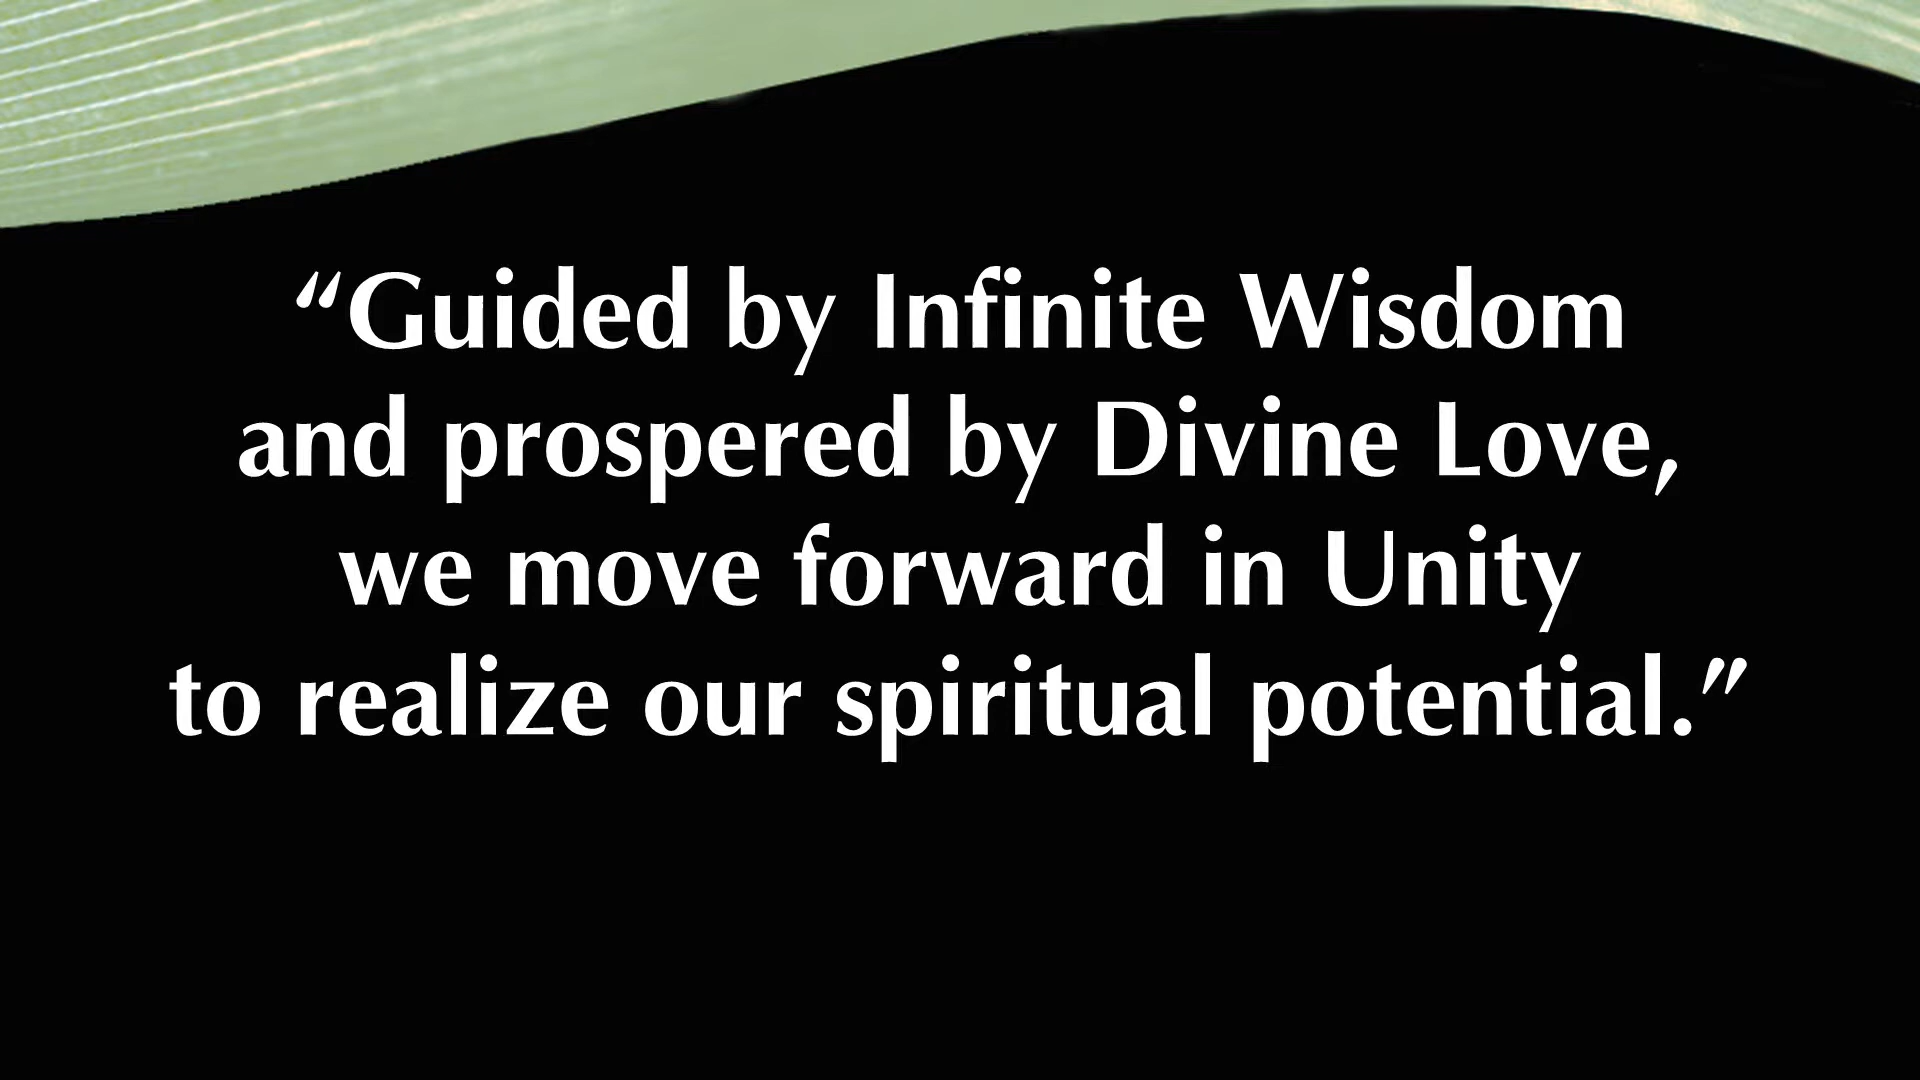 “Guided by Infinite Wisdom
and prospered by Divine Love,
we move forward in Unity
to realize our spiritual potential.”